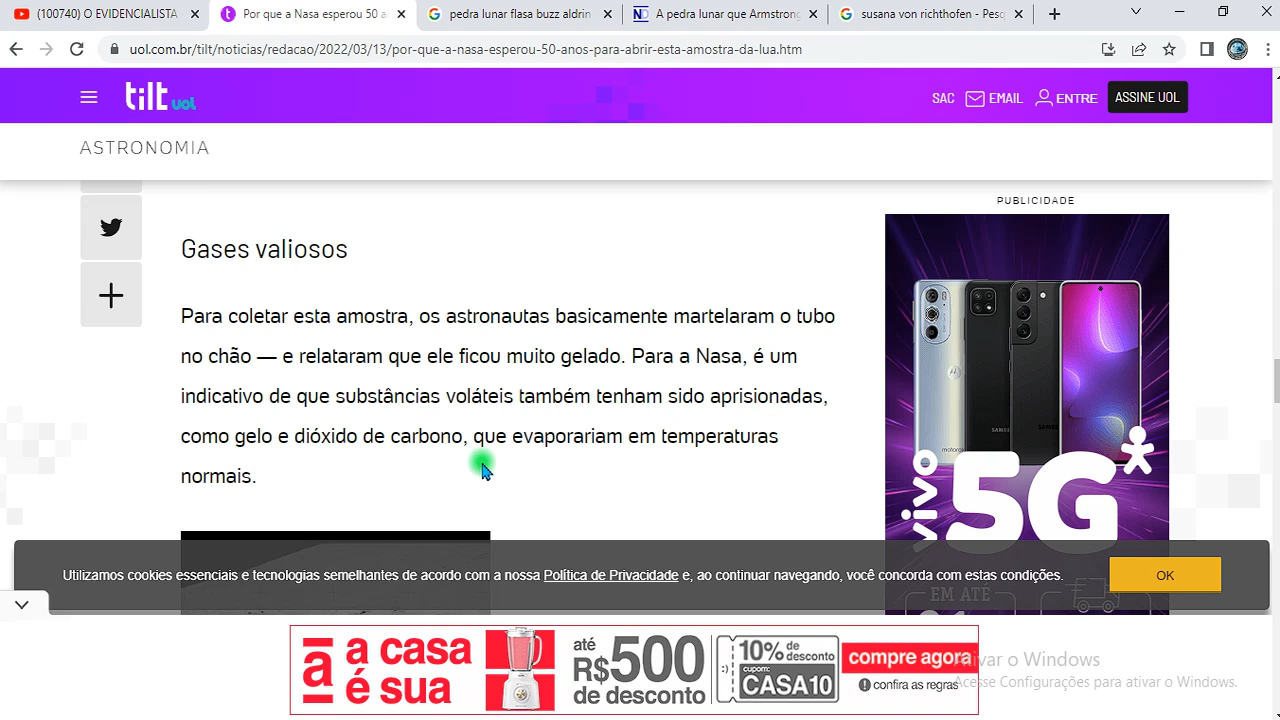 (100740) O EVIDENCIALISTA
Por que a Nasa esperou 50 a
pedra lunar flasa buzz aldrin
A pedra lunar que Armstrong
susana von richthofen - Pesq
uol.com.br/tilt/noticias/redacao/2022/03/13/por-que-a-nasa-esperou-50-anos-para-abrir-esta-amostra-da-lua.htm
tilt uol
SAC EMAIL ENTRE ASSINE UOL
ASTRONOMIA
PUBLICIDADE
Gases valiosos
Para coletar esta amostra, os astronautas basicamente martelaram o tubo
no chão — e relataram que ele ficou muito gelado. Para a Nasa, é um
indicativo de que substâncias voláteis também tenham sido aprisionadas,
como gelo e dióxido de carbono, que evaporariam em temperaturas
normais.
motorola
SAMSUNG
vivo 5G
EM ATÉ
Utilizamos cookies essenciais e tecnologias semelhantes de acordo com a nossa Política de Privacidade e, ao continuar navegando, você concorda com estas condições.
OK
ā a casa
é sua
até
R$500
de desconto
10% de
desconto
cupom:
CASA10
compre agora
confira as regras
Ativar o Windows
Acesse Configurações para ativar o Windows.